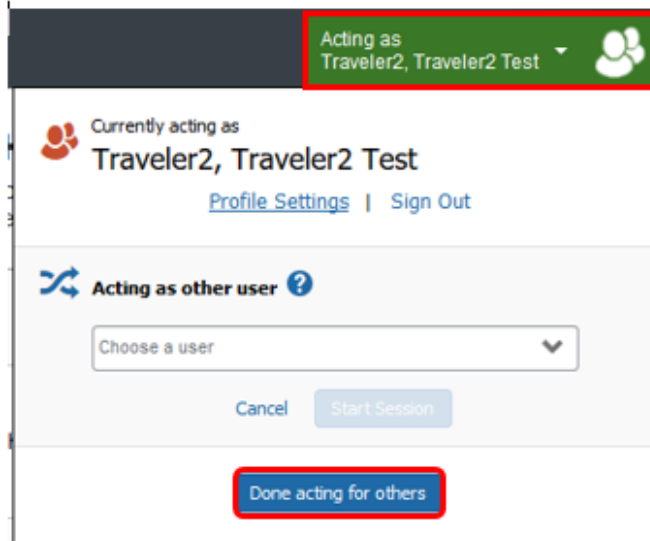 Acting as
Traveler2, Traveler2 Test
Currently acting as
Traveler2, Traveler2 Test
Profile Settings | Sign Out
Acting as other user ?
Choose a user
Cancel Start Session
Done acting for others